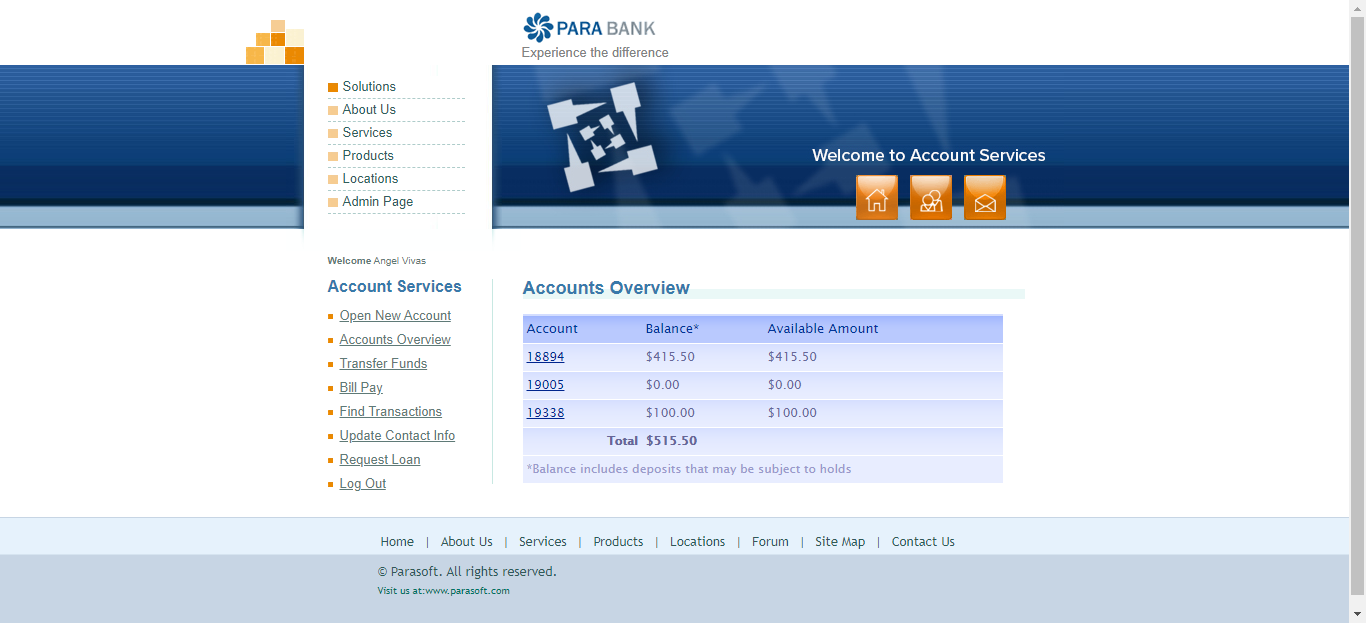 PARA BANK
Experience the difference
Solutions
About Us
Services
Products
Locations
Admin Page
Welcome to Account Services
Welcome Angel Vivas
Account Services
Open New Account
Accounts Overview
Transfer Funds
Bill Pay
Find Transactions
Update Contact Info
Request Loan
Log Out
Accounts Overview
Account Balance* Available Amount
18894 $415.50 $415.50
19005 $0.00 $0.00
19338 $100.00 $100.00
Total $515.50
*Balance includes deposits that may be subject to holds
Home | About Us | Services | Products | Locations | Forum | Site Map | Contact Us
© Parasoft. All rights reserved.
Visit us at:www.parasoft.com